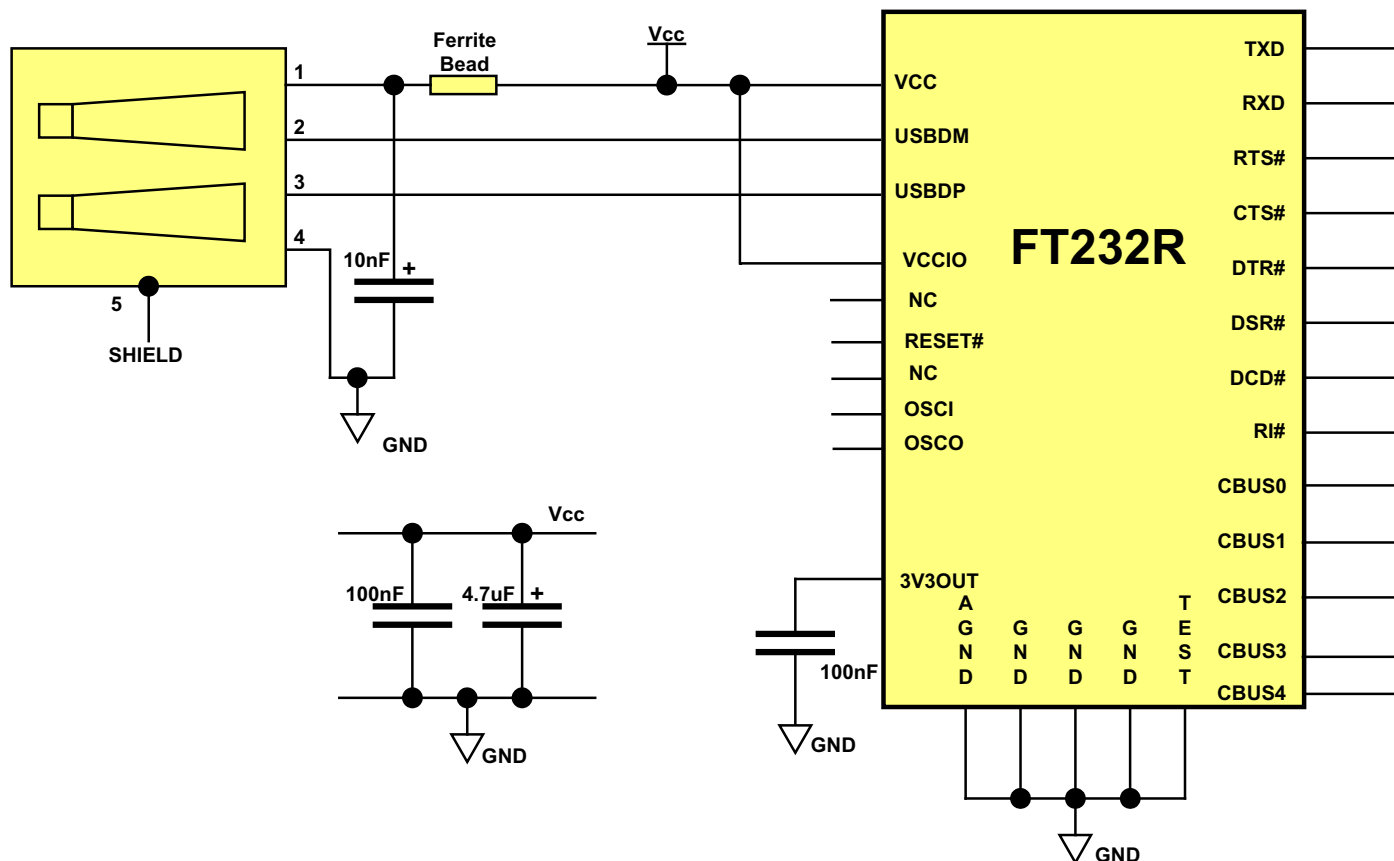 Ferrite
Bead
Vcc
1
2
3
4
5
SHIELD
10nF
+
GND
Vcc
100nF
4.7uF
+
GND
VCC
USBDM
USBDP
VCCIO
NC
RESET#
NC
OSCI
OSCO
3V3OUT
100nF
GND
FT232R
TXD
RXD
RTS#
CTS#
DTR#
DSR#
DCD#
RI#
CBUS0
CBUS1
CBUS2
CBUS3
CBUS4
AGND
GND
GND
GND
TEST
GND